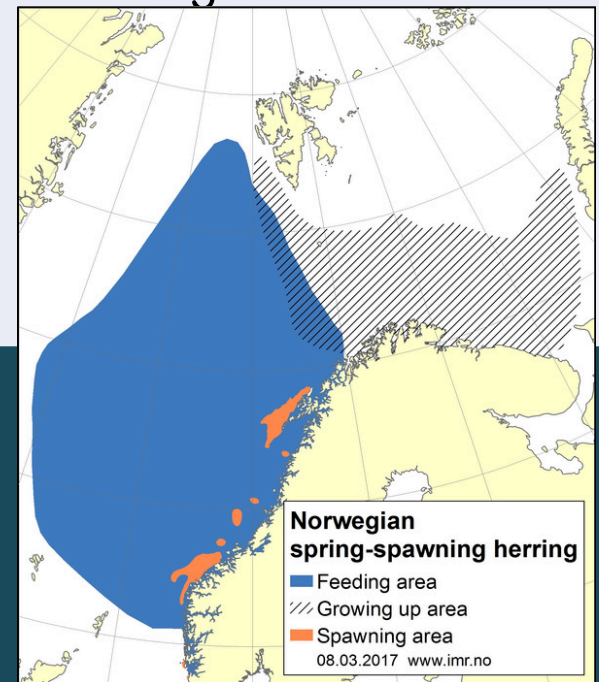 Norwegian
spring-spawning herring
Feeding area
Growing up area
Spawning area
08.03.2017 www.imr.no